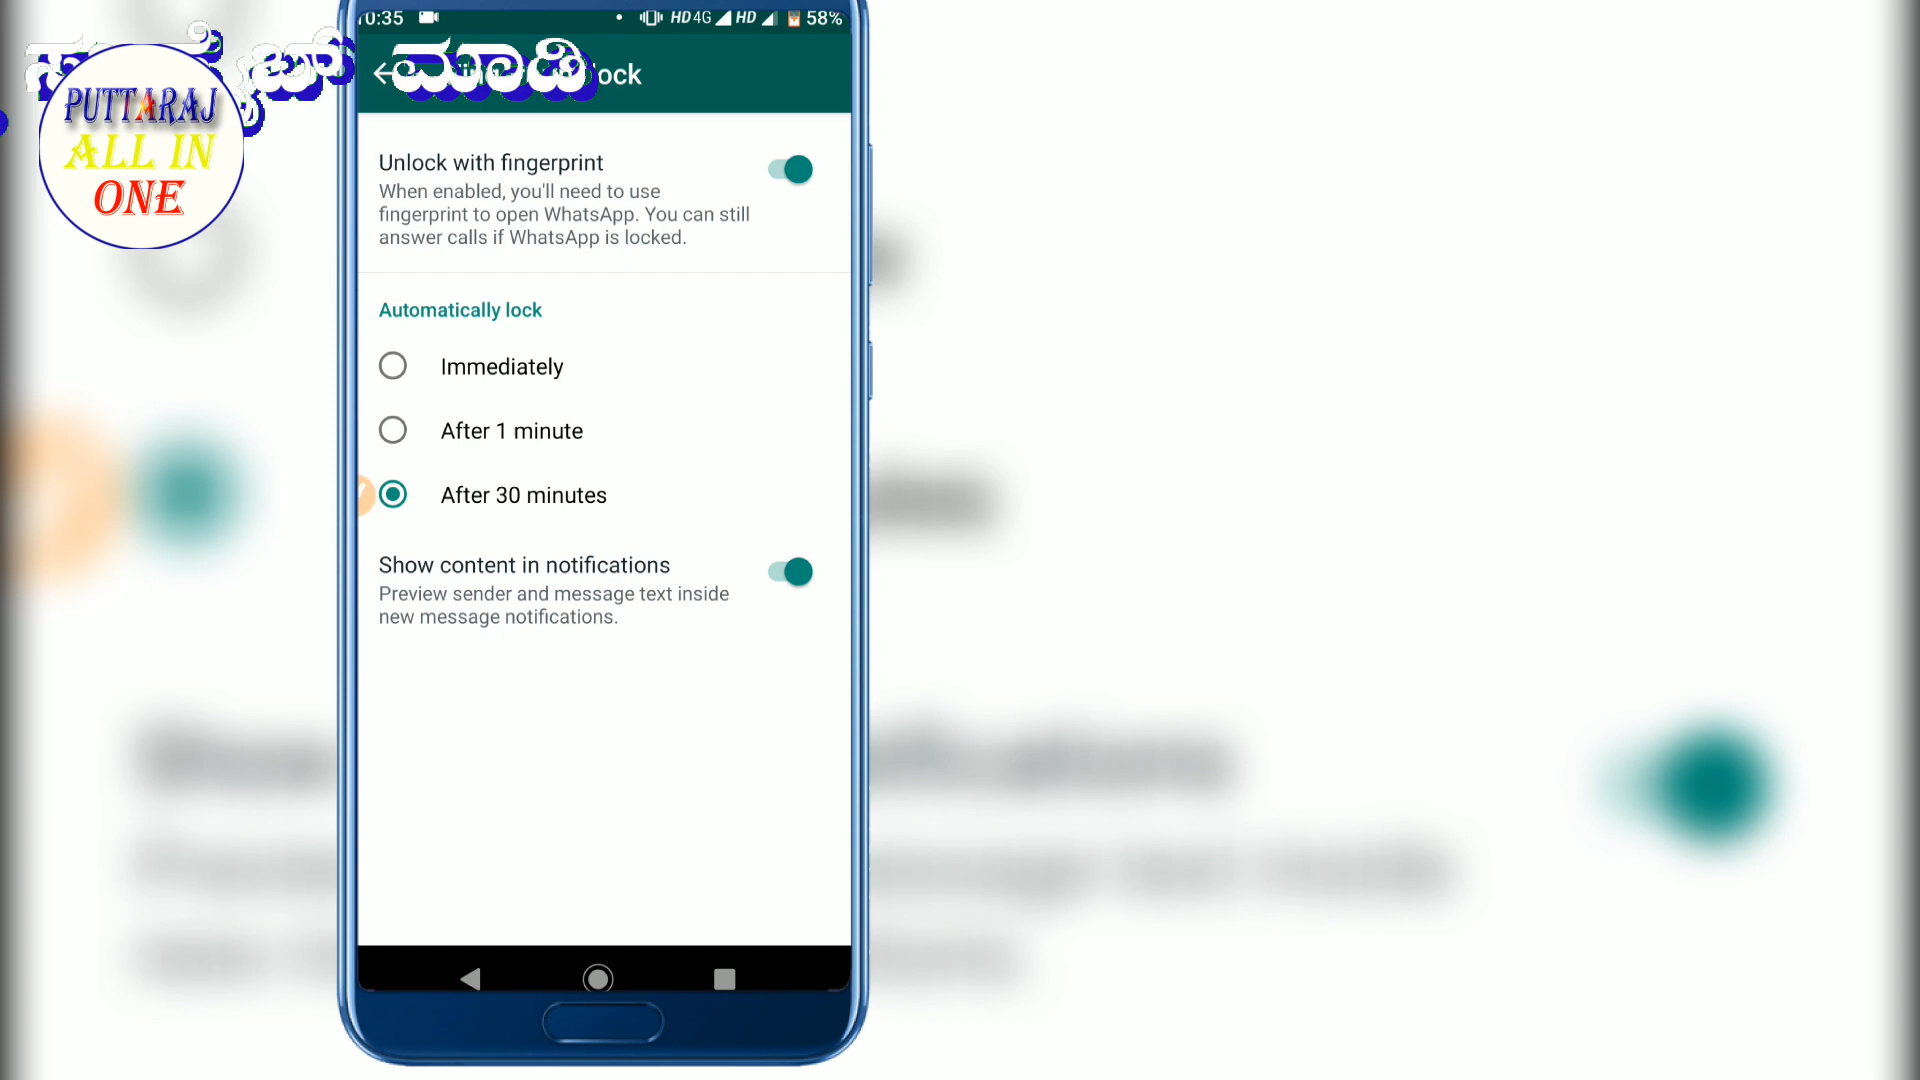 10:35 HD 4G HD 58%
ಮಾಡಿ
lock
PUTTARAJ
ALL IN
ONE
Unlock with fingerprint
When enabled, you'll need to use
fingerprint to open WhatsApp. You can still
answer calls if WhatsApp is locked.
Automatically lock
Immediately
After 1 minute
After 30 minutes
Show content in notifications
Preview sender and message text inside
new message notifications.